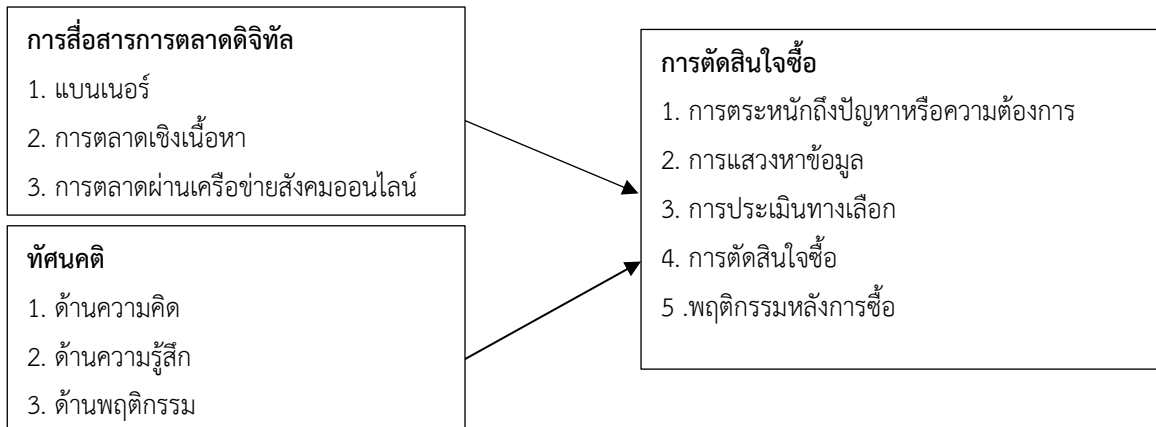 การสื่อสารการตลาดดิจิทัล
1. แบนเนอร์
2. การตลาดเชิงเนื้อหา
3. การตลาดผ่านเครือข่ายสังคมออนไลน์
ทัศนคติ
1. ด้านความคิด
2. ด้านความรู้สึก
3. ด้านพฤติกรรม
การตัดสินใจซื้อ
1. การตระหนักถึงปัญหาหรือความต้องการ
2. การแสวงหาข้อมูล
3. การประเมินทางเลือก
4. การตัดสินใจซื้อ
5 .พฤติกรรมหลังการซื้อ